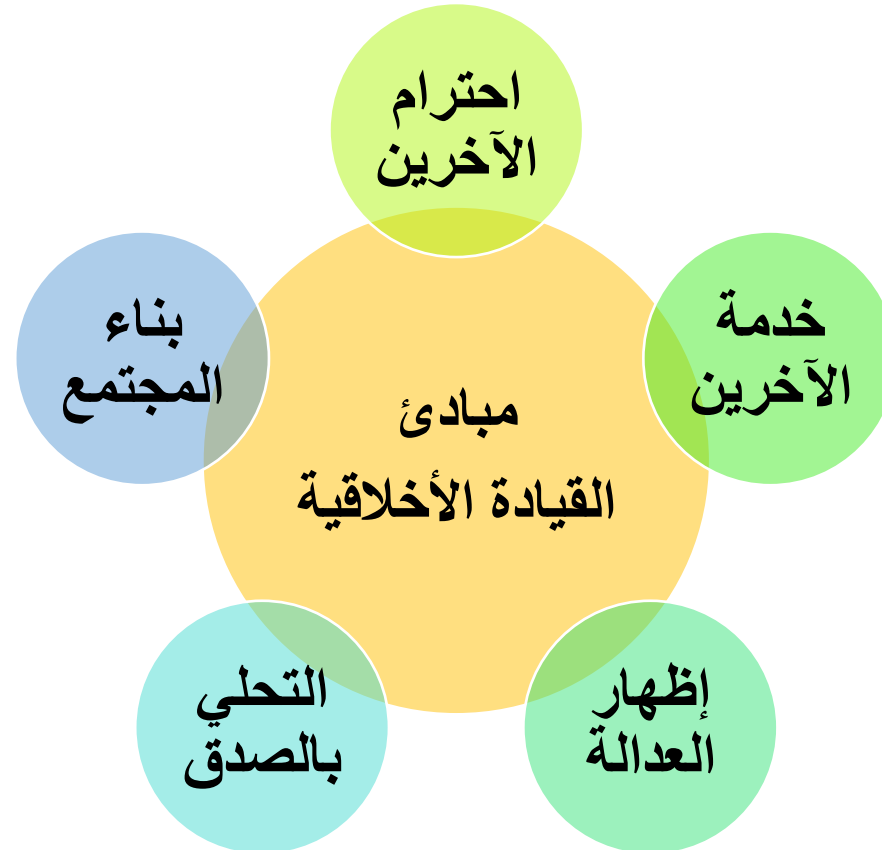 احترام
الآخرين
خدمة
الآخرين
بناء
المجتمع
مبادئ
القيادة الأخلاقية
إظهار
العدالة
التحلي
بالصدق